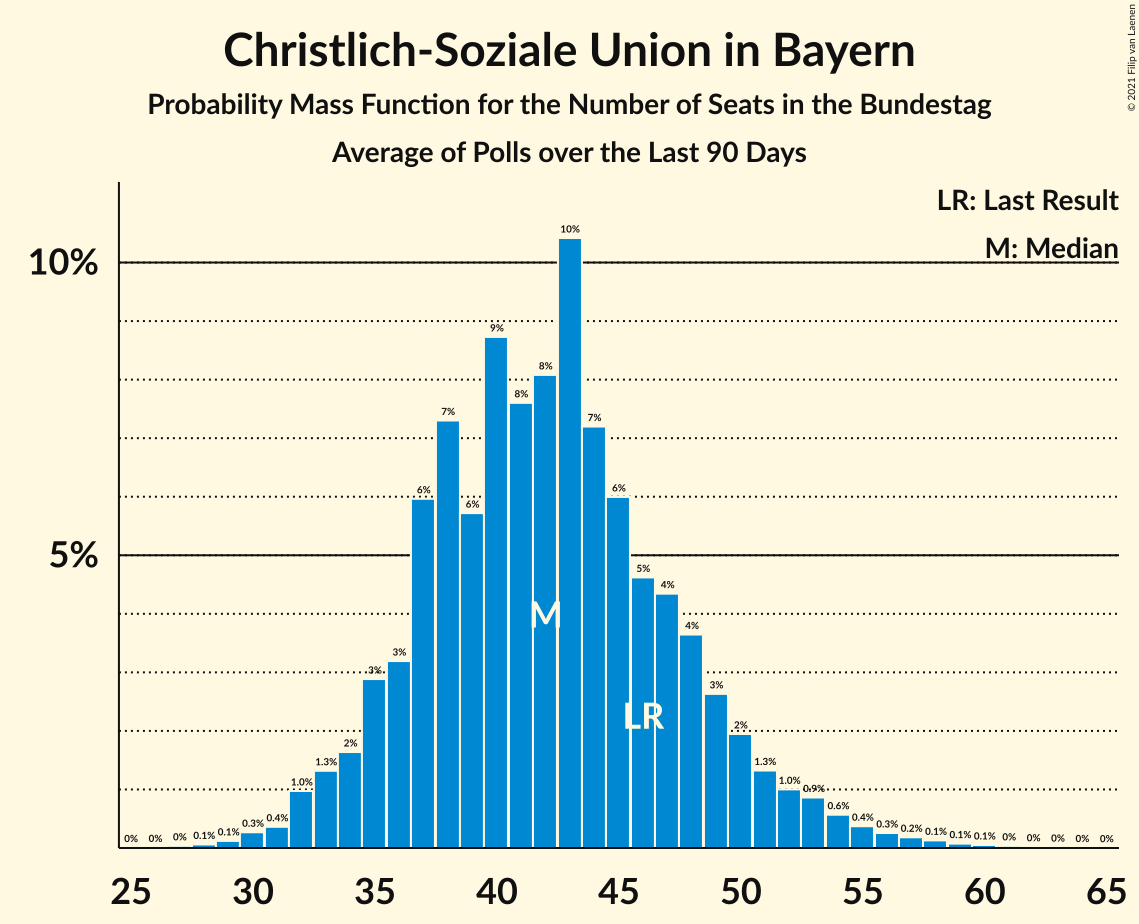 Christlich-Soziale Union in Bayern
Probability Mass Function for the Number of Seats in the Bundestag
Average of Polls over the Last 90 Days
© 2021 Filip van Laenen
LR: Last Result
M: Median
10%
5%
0% 0% 0% 0.1% 0.1% 0.3% 0.4% 1.0% 1.3% 2% 3% 3% 6% 7% 6% 9% 8% 8% 10% 7% 6% 5% 4% 4% 3% 2% 1.3% 1.0% 0.9% 0.6% 0.4% 0.3% 0.2% 0.1% 0.1% 0.1% 0% 0% 0% 0% 0%
M
LR
25 30 35 40 45 50 55 60 65